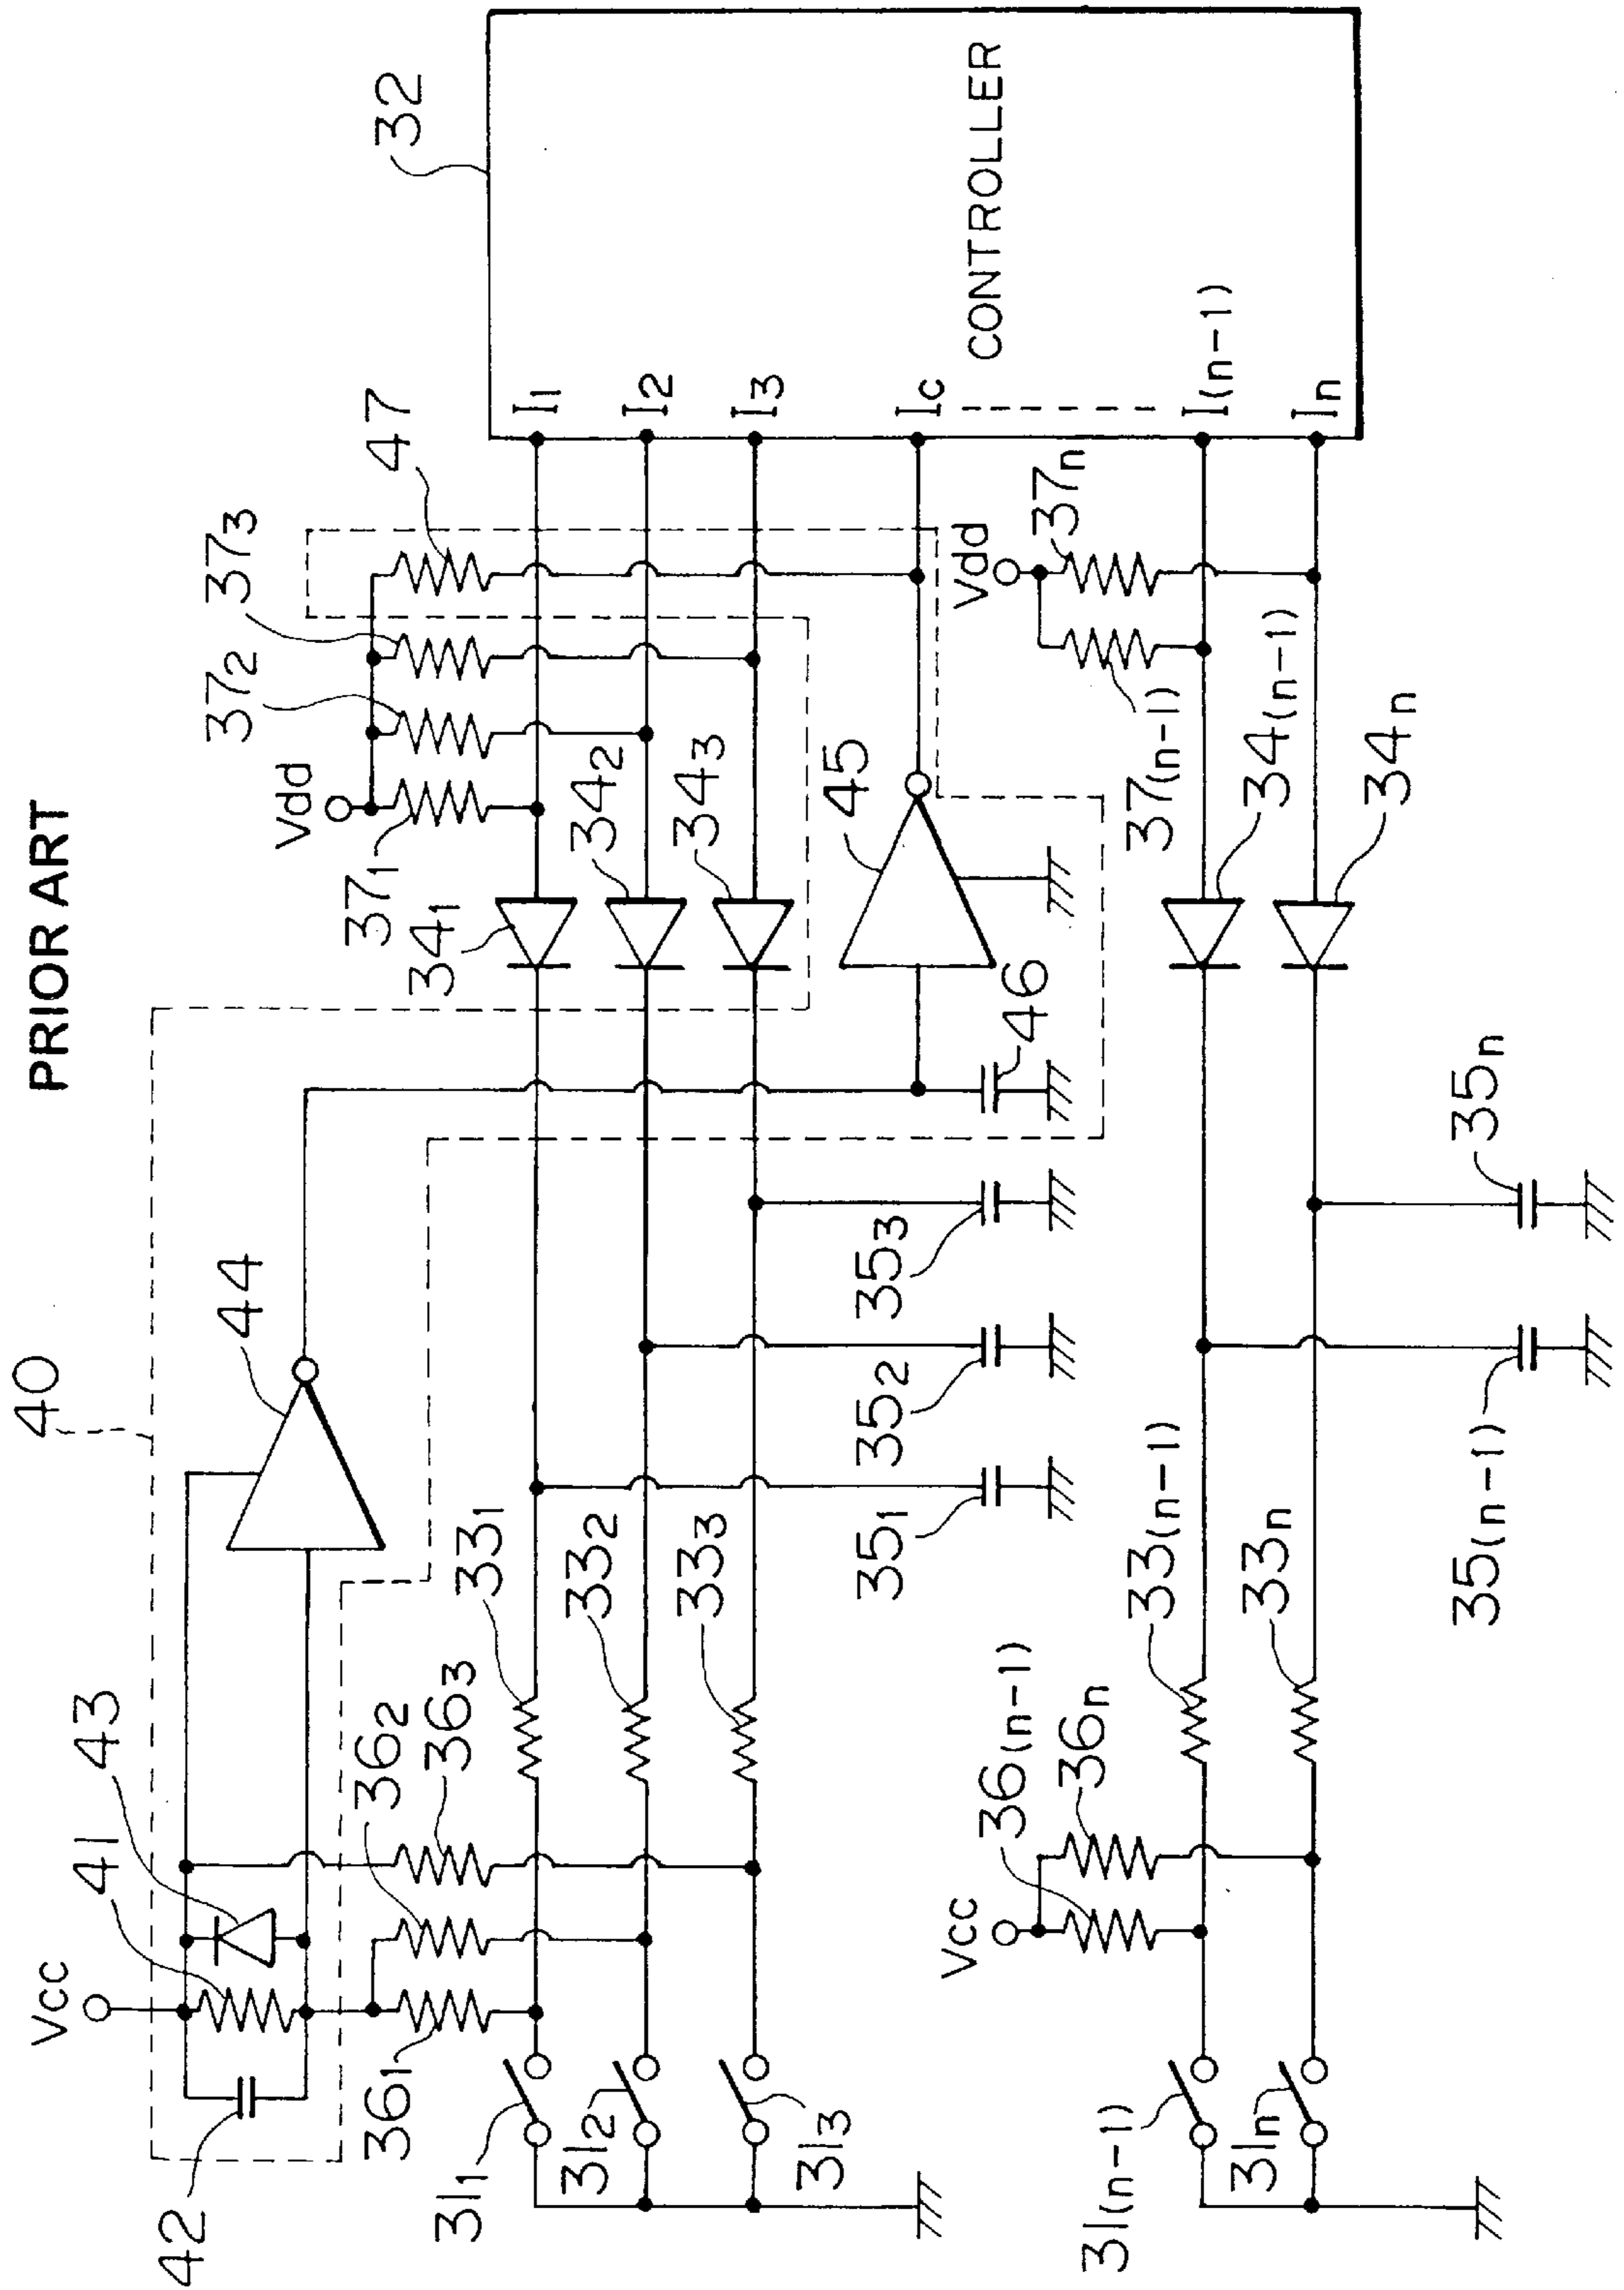 PRIOR ART
40
32
Vcc
41
43
42
44
36₁
36₂
36₃
33₁
33₂
33₃
31₁
31₂
31₃
35₁
35₂
35₃
46
45
34₁
34₂
34₃
Vdd
37₁
37₂
37₃
47
I₁
I₂
I₃
Ic
I(n-1)
In
CONTROLLER
Vcc
36(n-1)
36n
33(n-1)
33n
31(n-1)
31n
35(n-1)
35n
34(n-1)
34n
Vdd
37(n-1)
37n